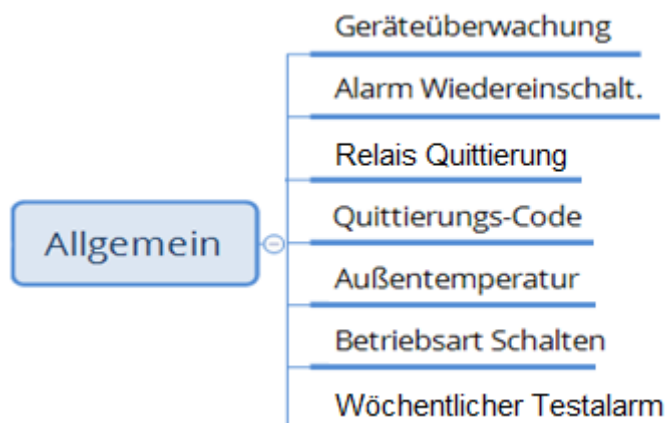 Geräteüberwachung
Alarm Wiedereinschalt.
Relais Quittierung
Quittierungs-Code
Allgemein
Außentemperatur
Betriebsart Schalten
Wöchentlicher Testalarm